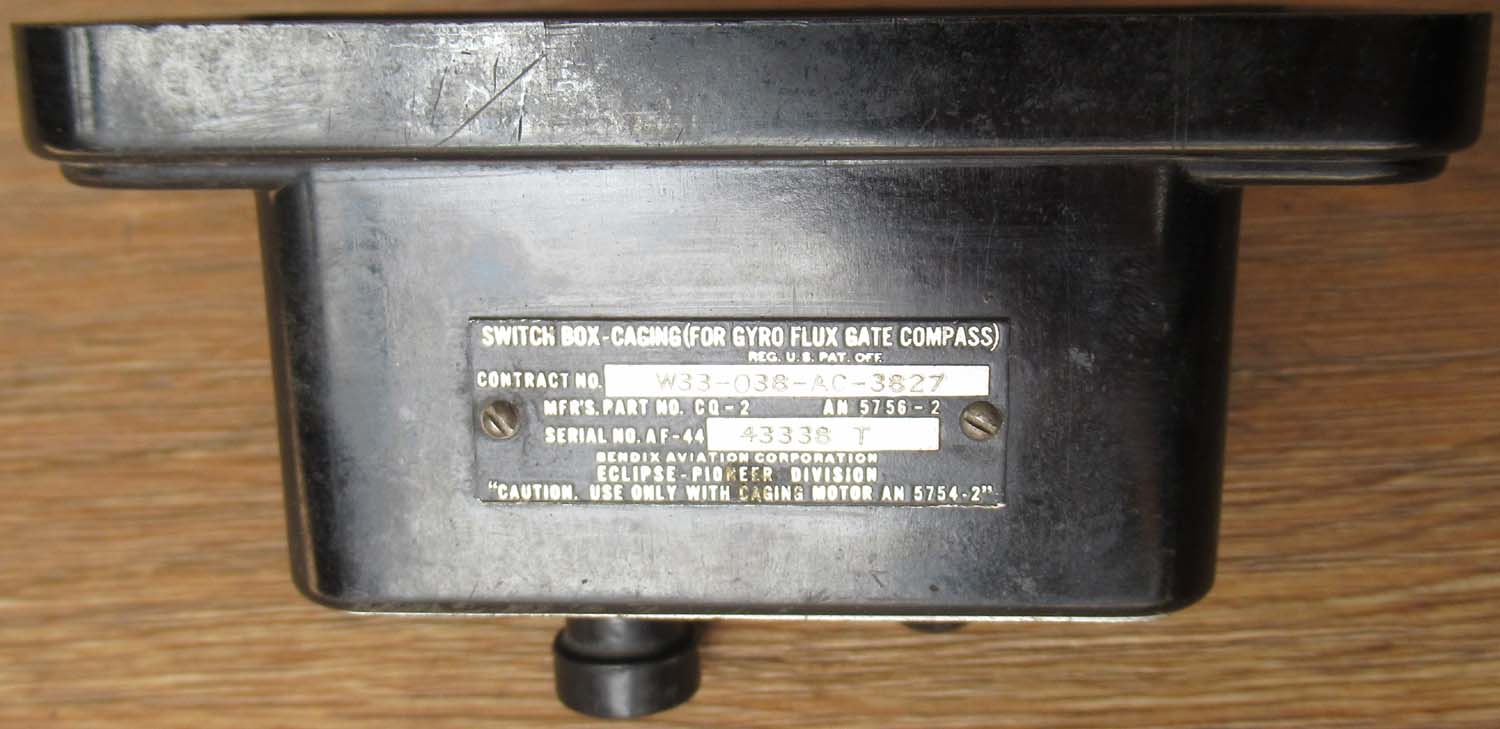 SWITCH BOX-CAGING (FOR GYRO FLUX GATE COMPASS)
REG. U.S. PAT. OFF.
CONTRACT NO. W33-038-AC-3827
MFR'S. PART NO. CQ-2 AN 5756-2
SERIAL NO. AF-44 43338 T
BENDIX AVIATION CORPORATION
ECLIPSE-PIONEER DIVISION
"CAUTION. USE ONLY WITH CAGING MOTOR AN 5754-2"